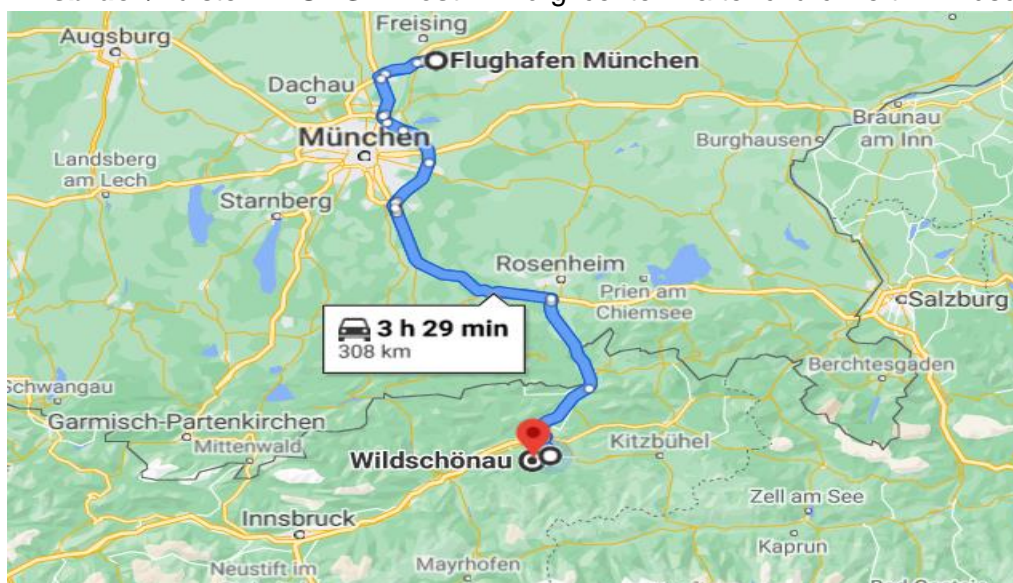 Freising
Augsburg
Flughafen München
Dachau
Braunau
am Inn
Burghausen
München
Landsberg
am Lech
Starnberg
Rosenheim
Prien am
Chiemsee
Salzburg
3 h 29 min
308 km
Berchtesgaden
Schwangau
Garmisch-Partenkirchen
Mittenwald
Kitzbühel
Wildschönau
Zell am See
Innsbruck
Kaprun
Neustift im
Mayrhofen